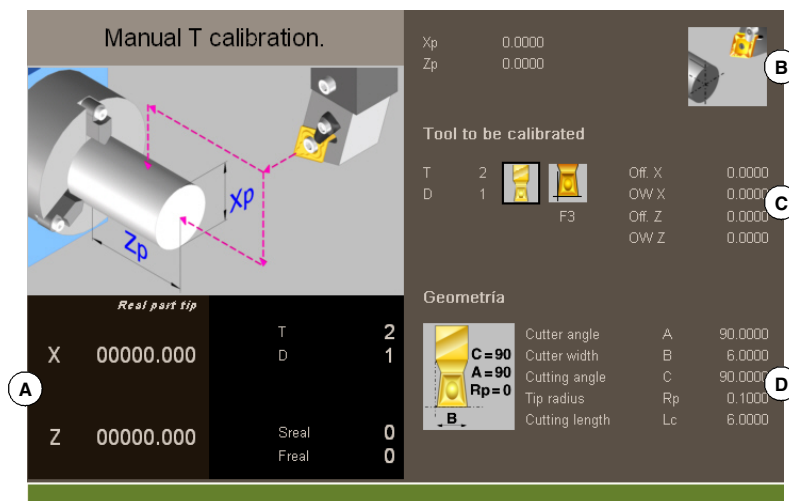 Manual T calibration.
Xp
Zp
Real part tip
X 00000.000
Z 00000.000
T 2
D 1
Sreal 0
Freal 0
A
Xp 0.0000
Zp 0.0000
B
Tool to be calibrated
T 2
D 1
F3
Off. X 0.0000
OW X 0.0000
Off. Z 0.0000
OW Z 0.0000
C
Geometría
C=90
A=90
Rp=0
B
Cutter angle A 90.0000
Cutter width B 6.0000
Cutting angle C 90.0000
Tip radius Rp 0.1000
Cutting length Lc 6.0000
D